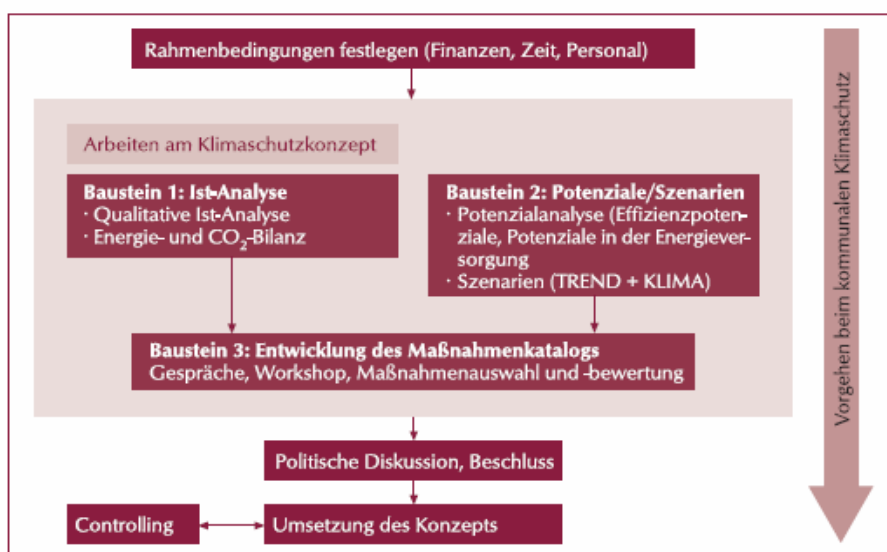 Rahmenbedingungen festlegen (Finanzen, Zeit, Personal)
Arbeiten am Klimaschutzkonzept
Baustein 1: Ist-Analyse
· Qualitative Ist-Analyse
· Energie- und CO₂-Bilanz
Baustein 2: Potenziale/Szenarien
· Potenzialanalyse (Effizienzpoten-
ziale, Potenziale in der Energiever-
sorgung
· Szenarien (TREND + KLIMA)
Baustein 3: Entwicklung des Maßnahmenkatalogs
Gespräche, Workshop, Maßnahmenauswahl und -bewertung
Politische Diskussion, Beschluss
Controlling
Umsetzung des Konzepts
Vorgehen beim kommunalen Klimaschutz